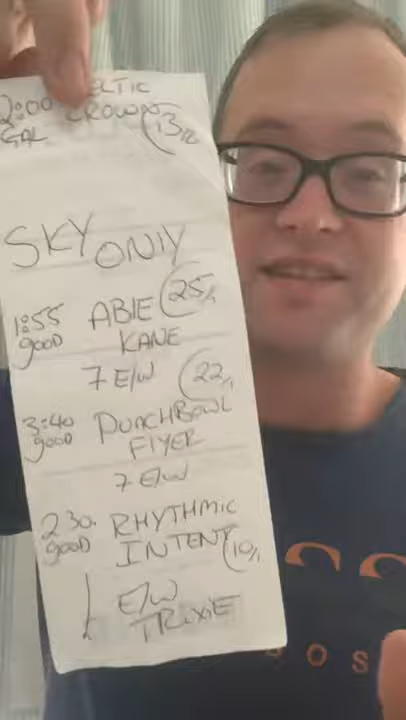 2:00 CELTIC
GAL CROWN 13/2
SKY ONLY
1:55 ABIE 25/1
good KANE
7 E/W 22/1
3:40 PUNCHBOWL
good FLYER
7 E/W
2 30. RHYTHMIC
good INTENT 10/1
E/W
TRIXIE
OS